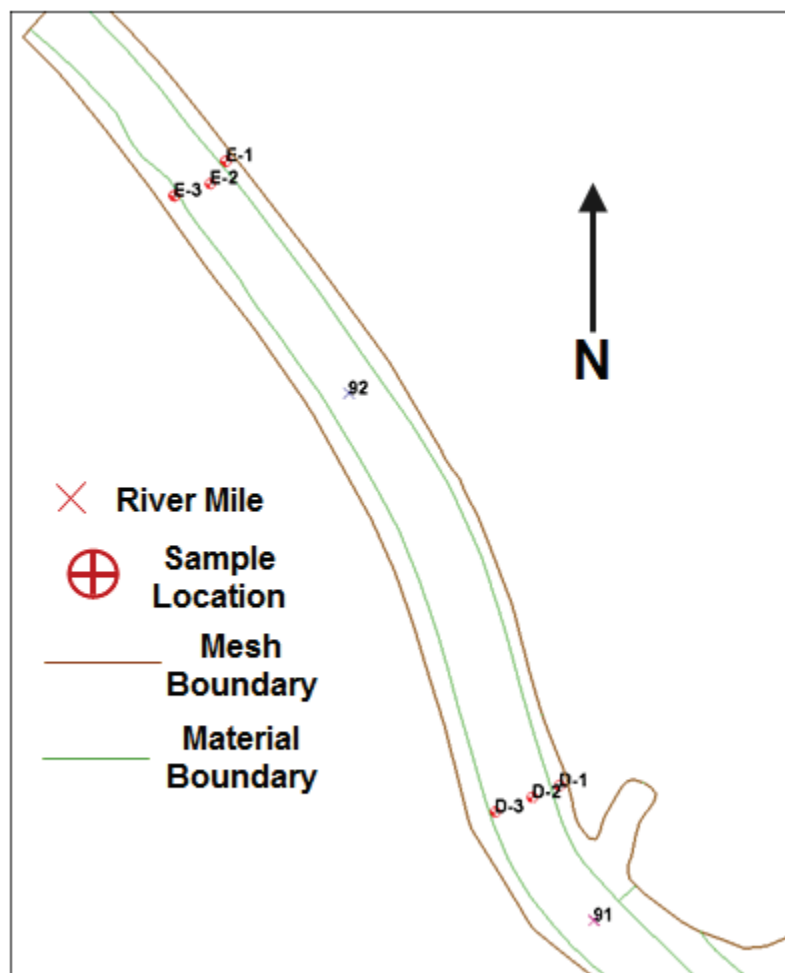 E-1
E-2
E-3
N
92
River Mile
Sample
Location
Mesh
Boundary
Material
Boundary
D-1
D-2
D-3
91